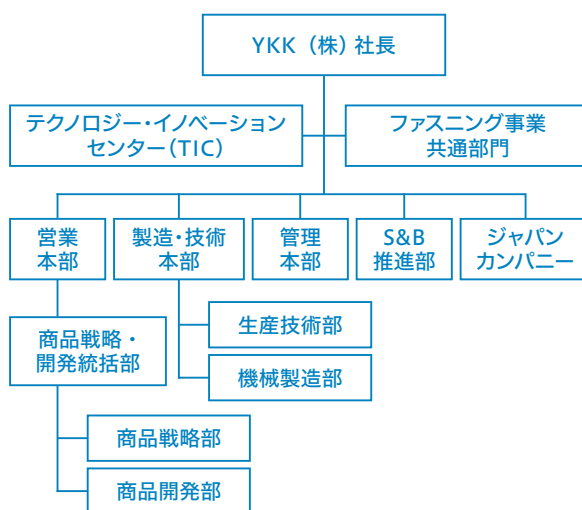 YKK（株）社長
テクノロジー・イノベーション
センター（TIC）
ファスニング事業
共通部門
営業
本部
製造・技術
本部
管理
本部
S&B
推進部
ジャパン
カンパニー
商品戦略・
開発統括部
生産技術部
機械製造部
商品戦略部
商品開発部